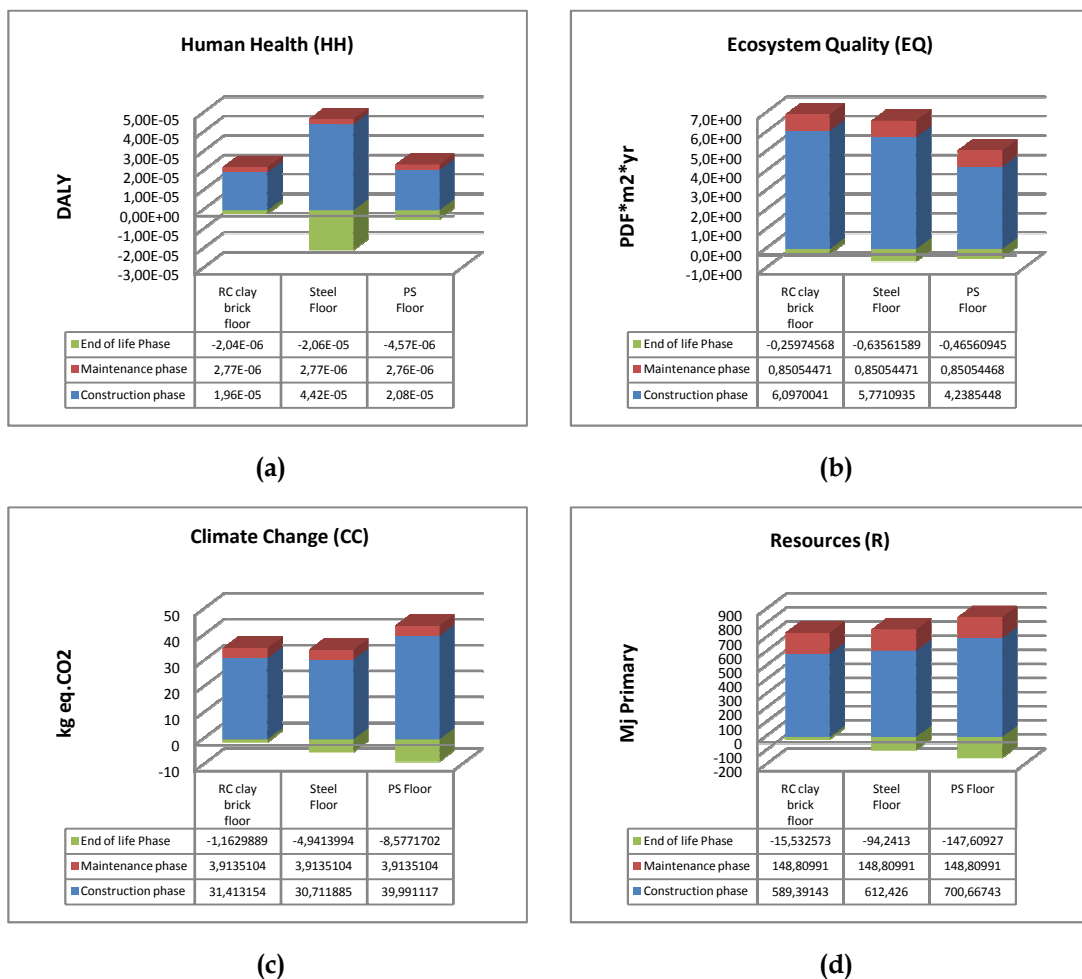 Human Health (HH)
DALY
5,00E-05
4,00E-05
3,00E-05
2,00E-05
1,00E-05
0,00E+00
-1,00E-05
-2,00E-05
-3,00E-05
RC clay
brick
floor
Steel
Floor
PS
Floor
End of life Phase -2,04E-06 -2,06E-05 -4,57E-06
Maintenance phase 2,77E-06 2,77E-06 2,76E-06
Construction phase 1,96E-05 4,42E-05 2,08E-05
(a)
Ecosystem Quality (EQ)
PDF*m2*yr
7,0E+00
6,0E+00
5,0E+00
4,0E+00
3,0E+00
2,0E+00
1,0E+00
0,0E+00
-1,0E+00
RC clay
brick
floor
Steel
Floor
PS
Floor
End of life Phase -0,25974568 -0,63561589 -0,46560945
Maintenance phase 0,85054471 0,85054471 0,85054468
Construction phase 6,0970041 5,7710935 4,2385448
(b)
Climate Change (CC)
kg eq.CO2
50
40
30
20
10
0
-10
RC clay
brick
floor
Steel
Floor
PS Floor
End of life Phase -1,1629889 -4,9413994 -8,5771702
Maintenance phase 3,9135104 3,9135104 3,9135104
Construction phase 31,413154 30,711885 39,991117
(c)
Resources (R)
Mj Primary
900
800
700
600
500
400
300
200
100
0
-100
-200
RC clay
brick
floor
Steel
Floor
PS Floor
End of life Phase -15,532573 -94,2413 -147,60927
Maintenance phase 148,80991 148,80991 148,80991
Construction phase 589,39143 612,426 700,66743
(d)